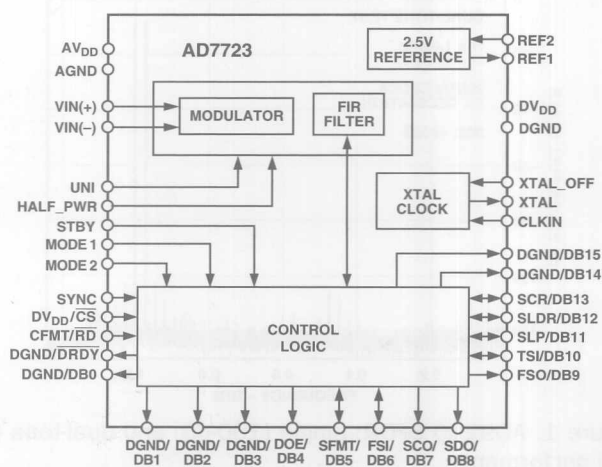 AD7723
AVDD
AGND
VIN(+)
VIN(–)
UNI
HALF_PWR
STBY
MODE 1
MODE 2
SYNC
DVDD/CS
CFMT/RD
DGND/DRDY
DGND/DB0
MODULATOR
FIR
FILTER
2.5V
REFERENCE
XTAL
CLOCK
CONTROL
LOGIC
REF2
REF1
DVDD
DGND
XTAL_OFF
XTAL
CLKIN
DGND/DB15
DGND/DB14
SCR/DB13
SLDR/DB12
SLP/DB11
TSI/DB10
FSO/DB9
DGND/
DB1
DGND/
DB2
DGND/
DB3
DOE/
DB4
SFMT/
DB5
FSI/
DB6
SCO/
DB7
SDO/
DB8